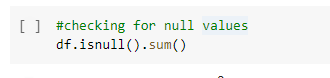 [ ] #checking for null values
df.isnull().sum()